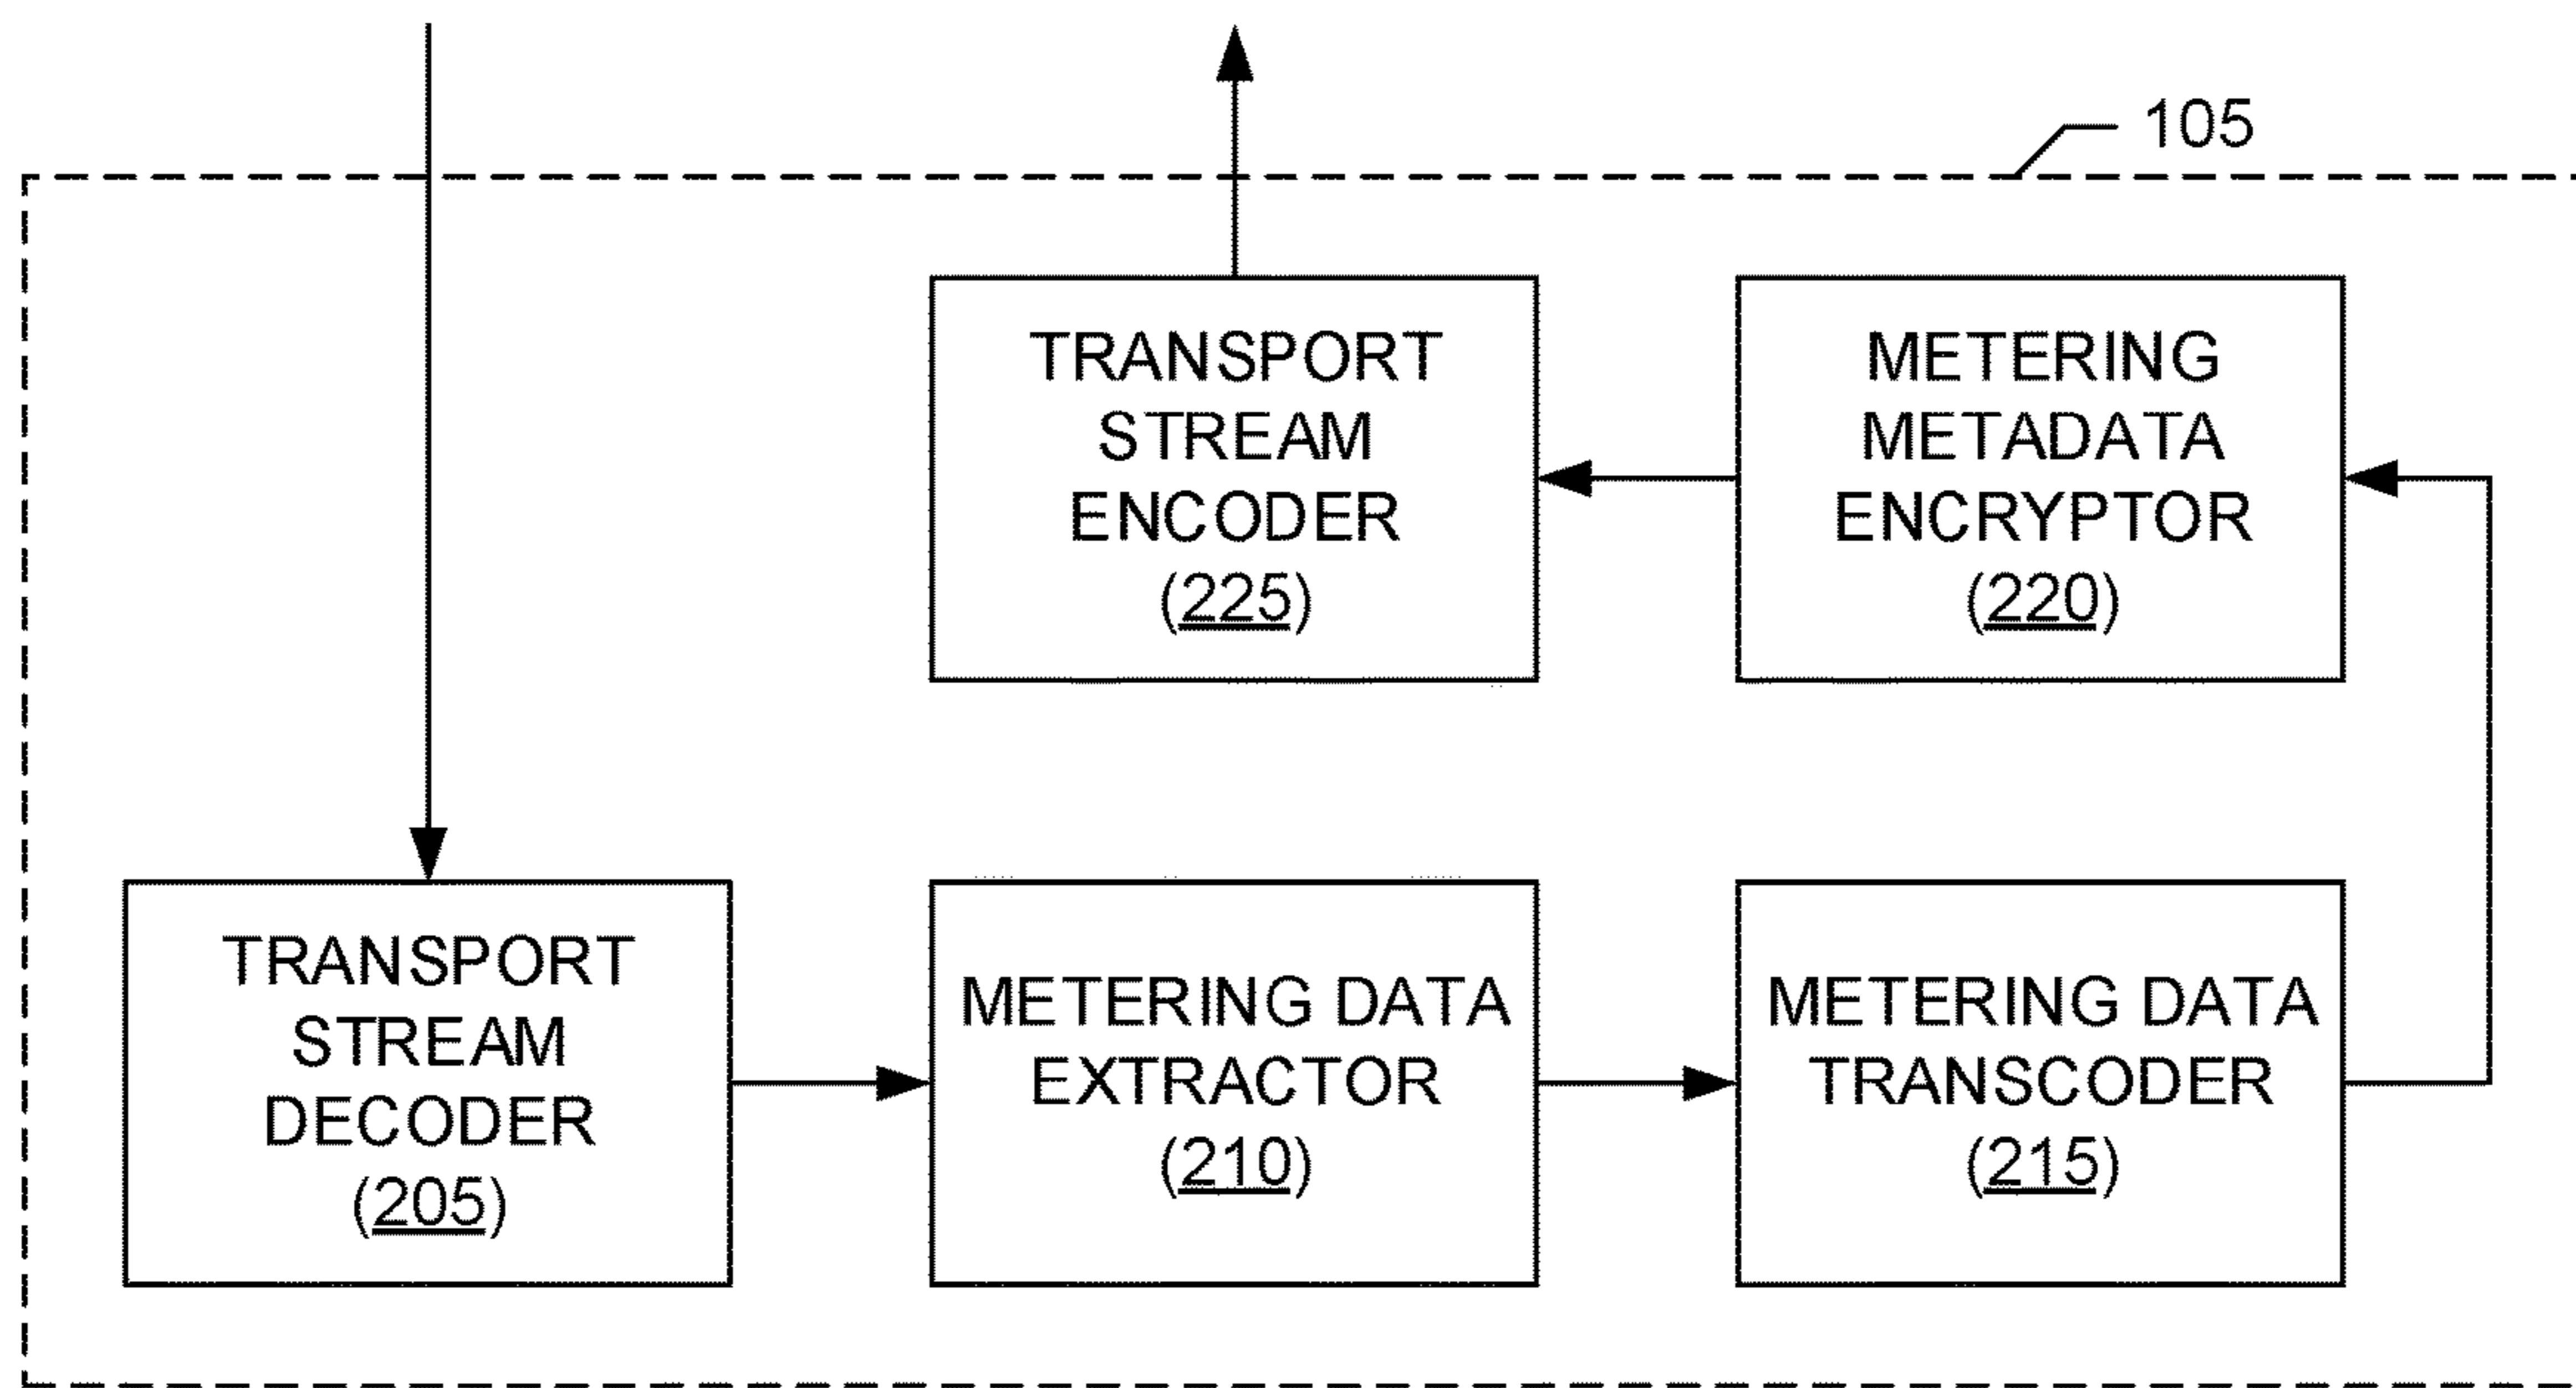 105
TRANSPORT
STREAM
ENCODER
(225)
METERING
METADATA
ENCRYPTOR
(220)
TRANSPORT
STREAM
DECODER
(205)
METERING DATA
EXTRACTOR
(210)
METERING DATA
TRANSCODER
(215)